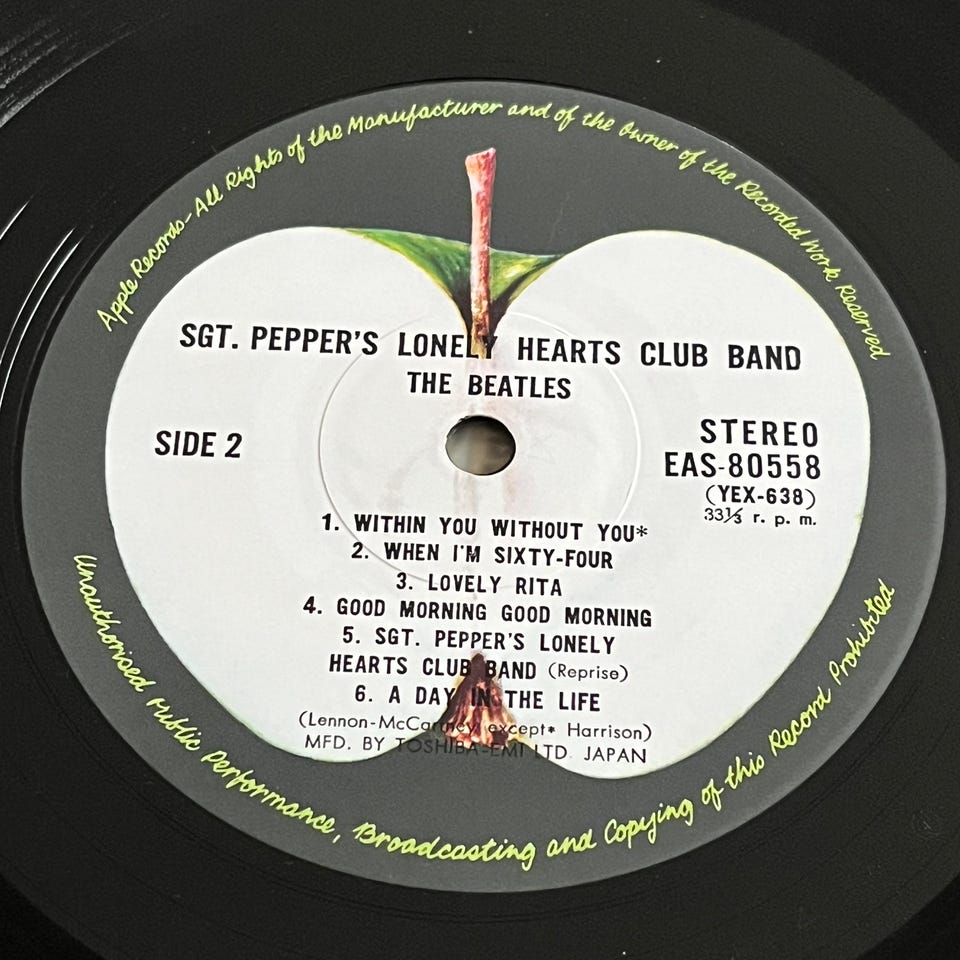 Apple Records-All Rights of the Manufacturer and of the Owner of the Recorded Work Reserved
SGT. PEPPER'S LONELY HEARTS CLUB BAND
THE BEATLES
SIDE 2
STEREO
EAS-80558
(YEX-638)
33⅓ r. p. m.
1. WITHIN YOU WITHOUT YOU*
2. WHEN I'M SIXTY-FOUR
3. LOVELY RITA
4. GOOD MORNING GOOD MORNING
5. SGT. PEPPER'S LONELY
HEARTS CLUB BAND (Reprise)
6. A DAY IN THE LIFE
(Lennon-McCartney, except* Harrison)
MFD. BY TOSHIBA-EMI LTD. JAPAN
Unauthorised Public Performance, Broadcasting and Copying of this Record Prohibited